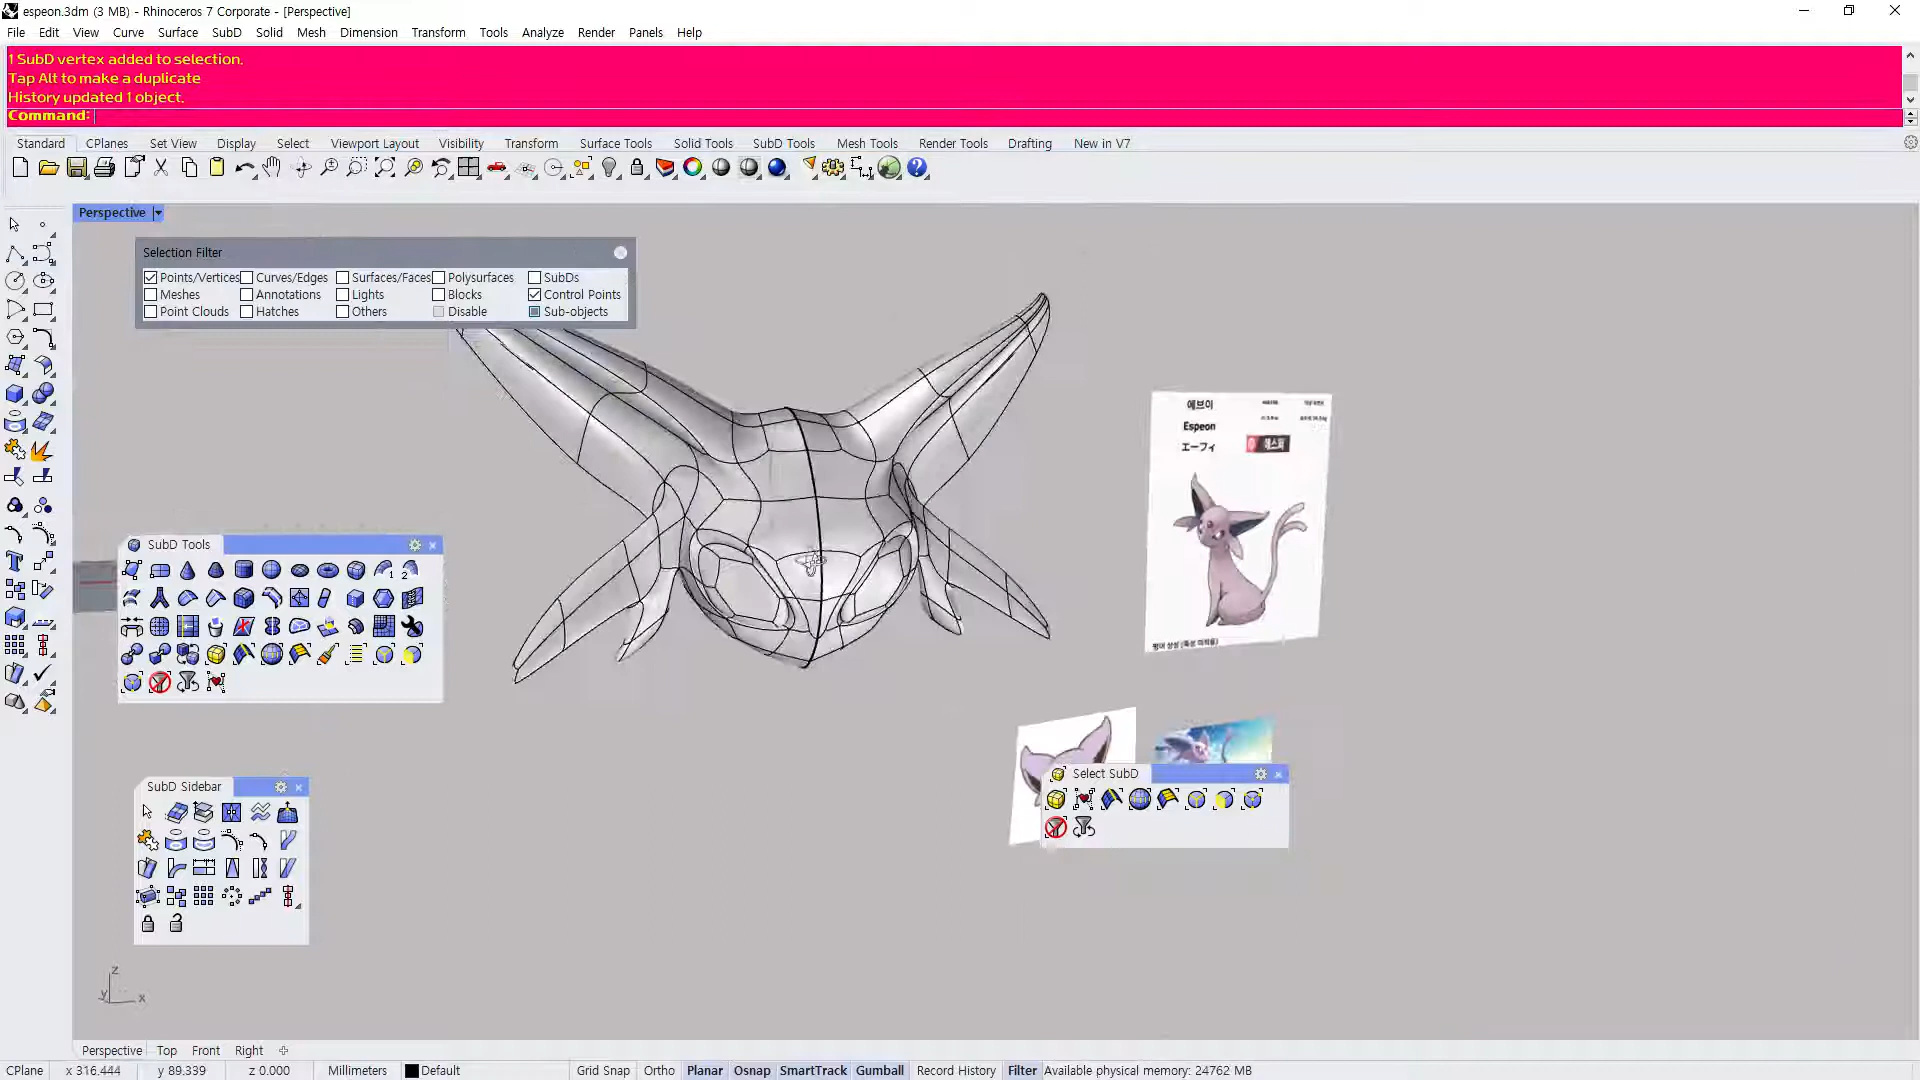 espeon.3dm (3 MB) - Rhinoceros 7 Corporate - [Perspective]
File Edit View Curve Surface SubD Solid Mesh Dimension Transform Tools Analyze Render Panels Help
1 SubD vertex added to selection.
Tap Alt to make a duplicate
History updated 1 object.
Command:
Standard CPlanes Set View Display Select Viewport Layout Visibility Transform Surface Tools Solid Tools SubD Tools Mesh Tools Render Tools Drafting New in V7
Perspective
Selection Filter
Points/Vertices Curves/Edges Surfaces/Faces Polysurfaces SubDs
Meshes Annotations Lights Blocks Control Points
Point Clouds Hatches Others Disable Sub-objects
에브이
Espeon
エーフィ
에스퍼
SubD Tools
1 2
Select SubD
SubD Sidebar
z
y x
Perspective Top Front Right
CPlane x 316.444 y 89.339 z 0.000 Millimeters Default Grid Snap Ortho Planar Osnap SmartTrack Gumball Record History Filter Available physical memory: 24762 MB